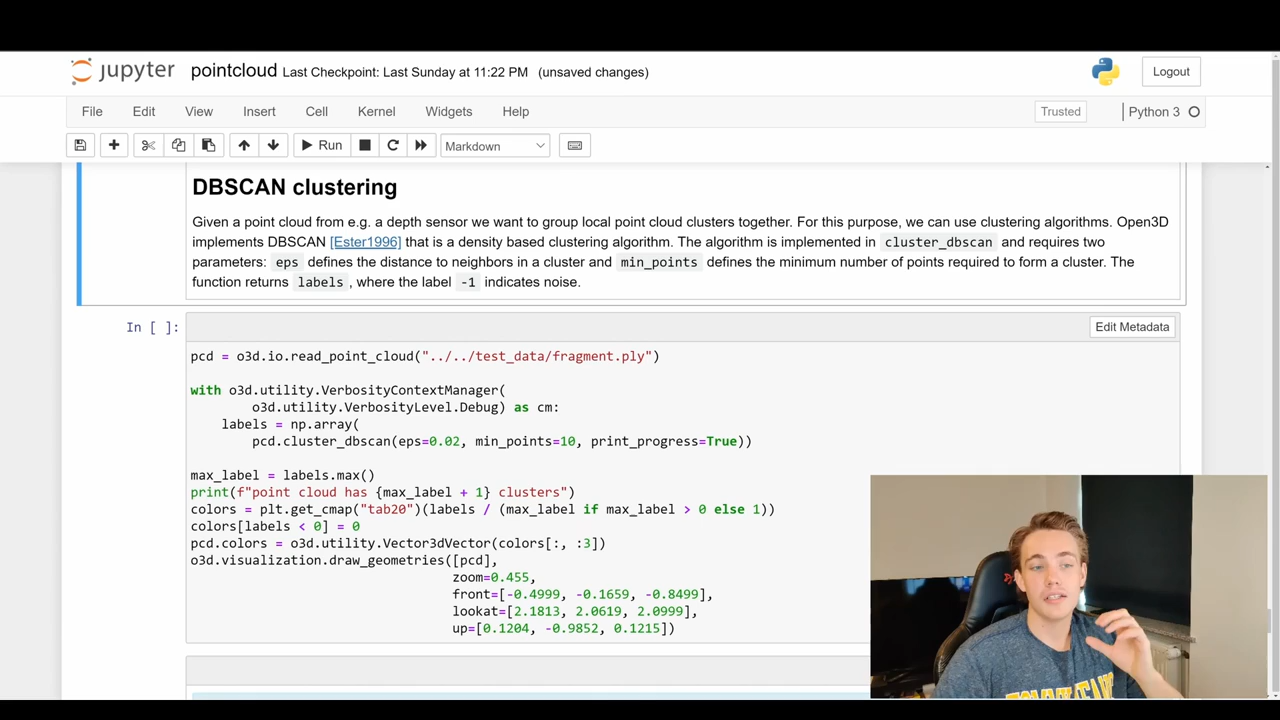 jupyter pointcloud Last Checkpoint: Last Sunday at 11:22 PM (unsaved changes) Logout
File Edit View Insert Cell Kernel Widgets Help Trusted Python 3
Run Markdown
DBSCAN clustering
Given a point cloud from e.g. a depth sensor we want to group local point cloud clusters together. For this purpose, we can use clustering algorithms. Open3D
implements DBSCAN [Ester1996] that is a density based clustering algorithm. The algorithm is implemented in cluster_dbscan and requires two
parameters: eps defines the distance to neighbors in a cluster and min_points defines the minimum number of points required to form a cluster. The
function returns labels , where the label -1 indicates noise.
In [ ]:
Edit Metadata
pcd = o3d.io.read_point_cloud("../../test_data/fragment.ply")
with o3d.utility.VerbosityContextManager(
o3d.utility.VerbosityLevel.Debug) as cm:
labels = np.array(
pcd.cluster_dbscan(eps=0.02, min_points=10, print_progress=True))
max_label = labels.max()
print(f"point cloud has {max_label + 1} clusters")
colors = plt.get_cmap("tab20")(labels / (max_label if max_label > 0 else 1))
colors[labels < 0] = 0
pcd.colors = o3d.utility.Vector3dVector(colors[:, :3])
o3d.visualization.draw_geometries([pcd],
zoom=0.455,
front=[-0.4999, -0.1659, -0.8499],
lookat=[2.1813, 2.0619, 2.0999],
up=[0.1204, -0.9852, 0.1215])